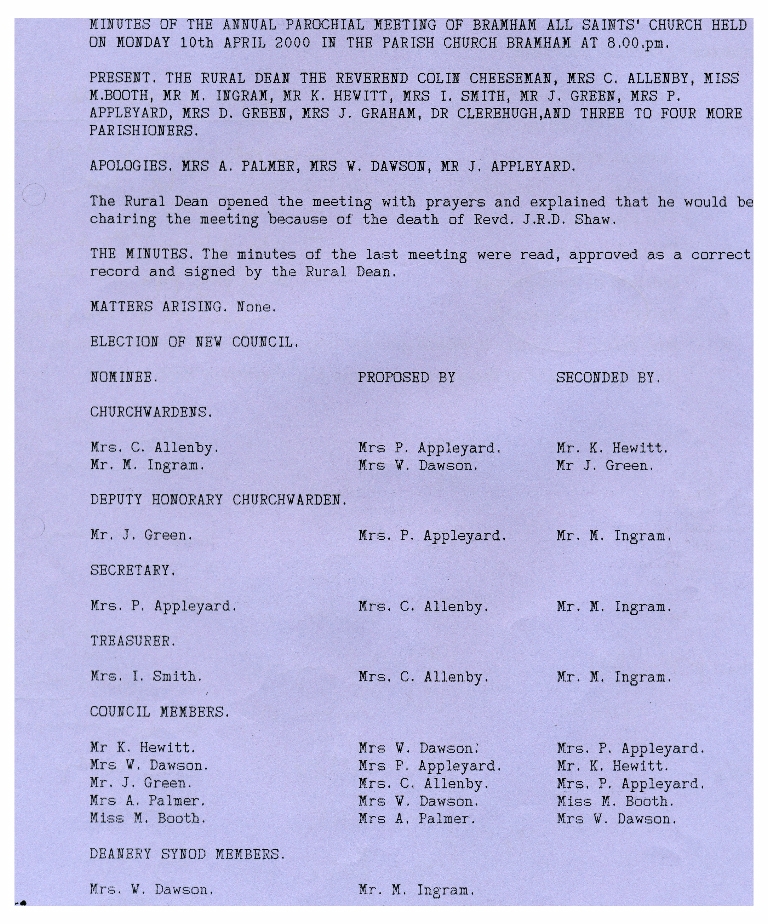 MINUTES OF THE ANNUAL PAROCHIAL MEETING OF BRAMHAM ALL SAINTS' CHURCH HELD
ON MONDAY 10th APRIL 2000 IN THE PARISH CHURCH BRAMHAM AT 8.00.pm.
PRESENT. THE RURAL DEAN THE REVEREND COLIN CHEESEMAN, MRS C. ALLENBY, MISS
M.BOOTH, MR M. INGRAM, MR K. HEWITT, MRS I. SMITH, MR J. GREEN, MRS P.
APPLEYARD, MRS D. GREEN, MRS J. GRAHAM, DR CLEREHUGH,AND THREE TO FOUR MORE
PARISHIONERS.
APOLOGIES. MRS A. PALMER, MRS W. DAWSON, MR J. APPLEYARD.
The Rural Dean opened the meeting with prayers and explained that he would be
chairing the meeting because of the death of Revd. J.R.D. Shaw.
THE MINUTES. The minutes of the last meeting were read, approved as a correct
record and signed by the Rural Dean.
MATTERS ARISING. None.
ELECTION OF NEW COUNCIL.
NOMINEE. PROPOSED BY SECONDED BY.
CHURCHWARDENS.
Mrs. C. Allenby. Mrs P. Appleyard. Mr. K. Hewitt.
Mr. M. Ingram. Mrs W. Dawson. Mr J. Green.
DEPUTY HONORARY CHURCHWARDEN.
Mr. J. Green. Mrs. P. Appleyard. Mr. M. Ingram.
SECRETARY.
Mrs. P. Appleyard. Mrs. C. Allenby. Mr. M. Ingram.
TREASURER.
Mrs. I. Smith. Mrs. C. Allenby. Mr. M. Ingram.
COUNCIL MEMBERS.
Mr K. Hewitt. Mrs W. Dawson. Mrs. P. Appleyard.
Mrs W. Dawson. Mrs P. Appleyard. Mr. K. Hewitt.
Mr. J. Green. Mrs. C. Allenby. Mrs. P. Appleyard.
Mrs A. Palmer. Mrs W. Dawson. Miss M. Booth.
Miss M. Booth. Mrs A. Palmer. Mrs W. Dawson.
DEANERY SYNOD MEMBERS.
Mrs. W. Dawson. Mr. M. Ingram.